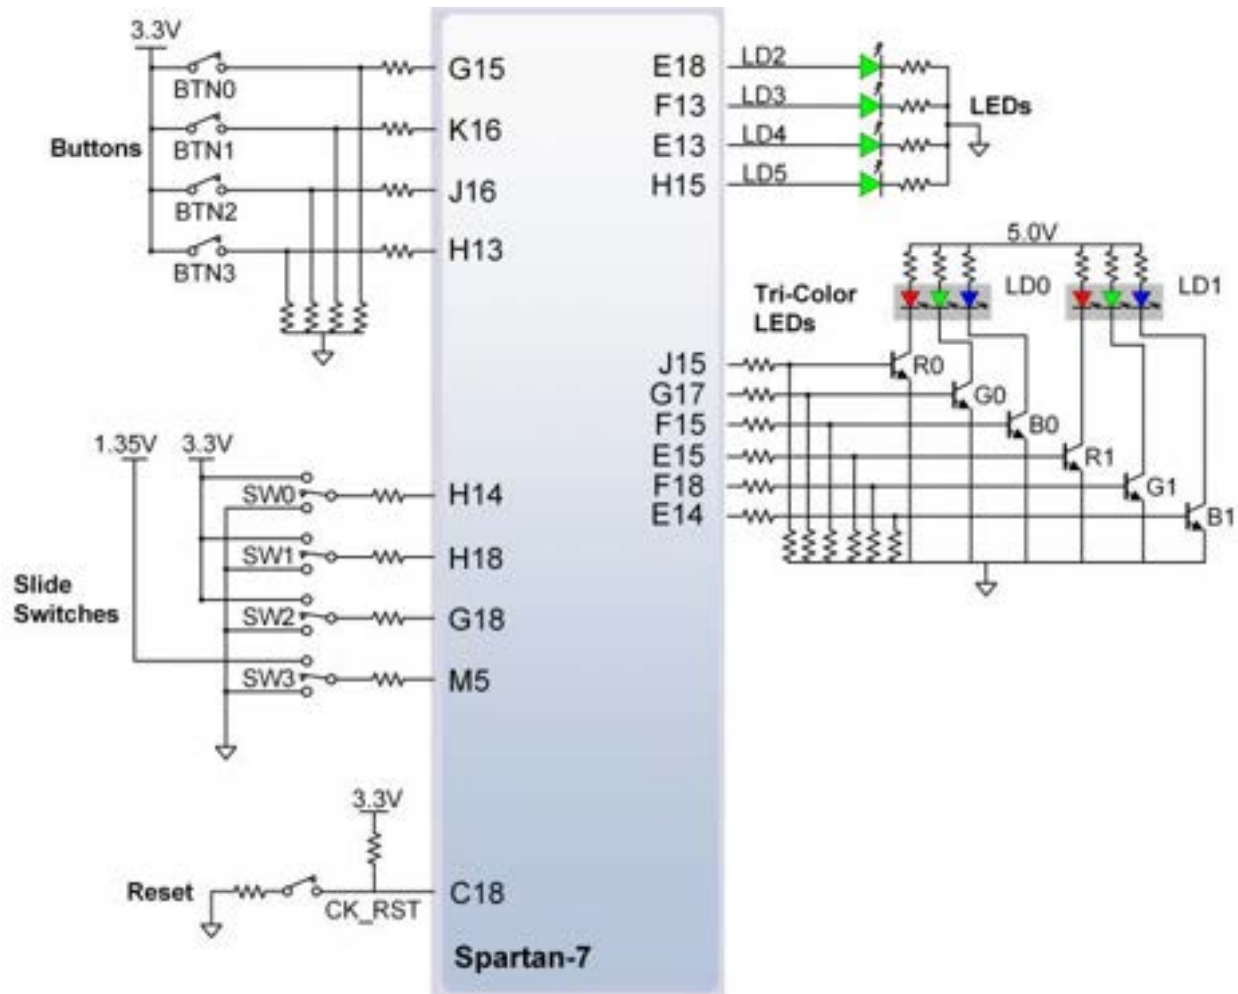 3.3V
BTN0
G15
Buttons
BTN1
K16
BTN2
J16
BTN3
H13
1.35V 3.3V
SW0
H14
SW1
H18
Slide
Switches
SW2
G18
SW3
M5
3.3V
Reset
CK_RST
C18
Spartan-7
E18
LD2
F13
LD3
LEDs
E13
LD4
H15
LD5
5.0V
Tri-Color
LEDs
LD0
LD1
J15
R0
G17
G0
F15
B0
E15
R1
F18
G1
E14
B1